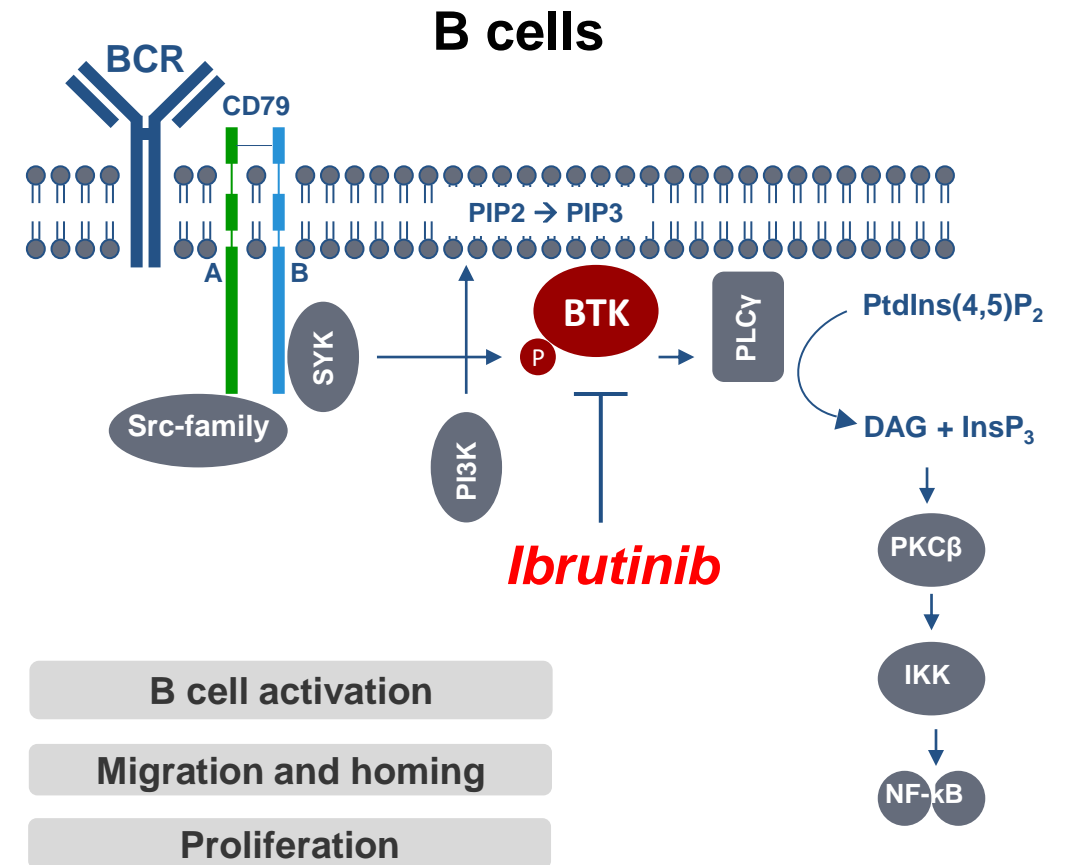 B cells
BCR
CD79
PIP2 → PIP3
A
B
SYK
BTK
P
PLCγ
PtdIns(4,5)P₂
Src-family
PI3K
DAG + InsP₃
Ibrutinib
PKCβ
IKK
NF-kB
B cell activation
Migration and homing
Proliferation